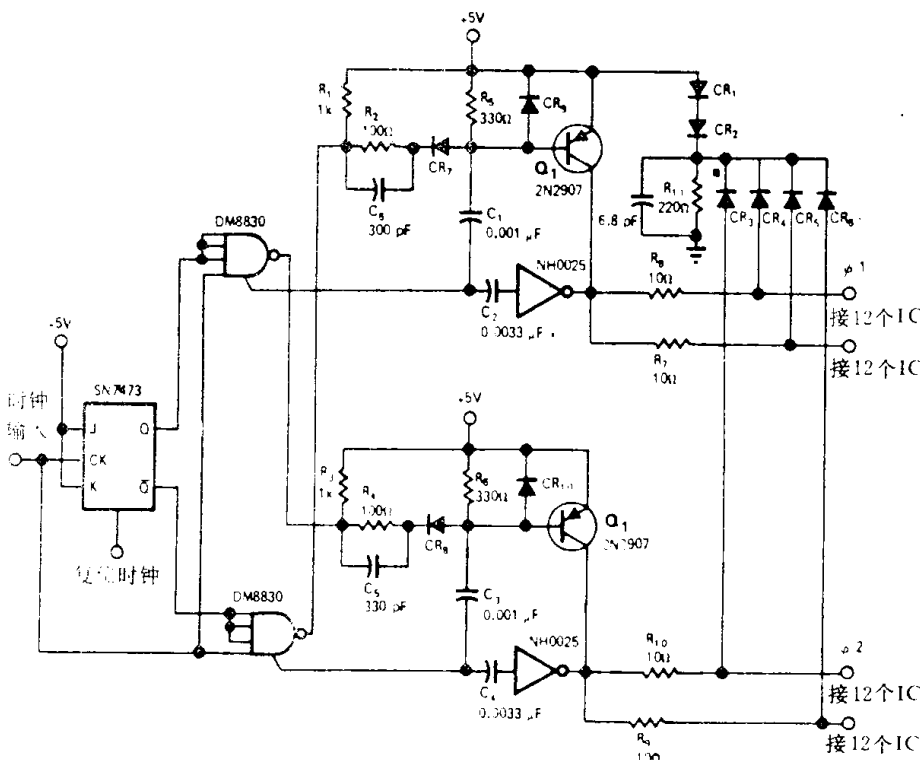 +5V
R1
1k
R2
100Ω
CR7
C6
300 pF
R5
330Ω
CR9
Q1
2N2907
C1
0.001 μF
CR1
CR2
R11
220Ω
6.8 pF
CR3
CR4
CR5
CR6
DM8830
NH0025
C2
0.0033 μF
R8
10Ω
φ 1
接12个IC
R7
10Ω
接12个IC
+5V
SN7473
时钟
输入
J
Q
CK
K
Q̅
复位时钟
+5V
R3
1k
R4
100Ω
CR8
C5
330 pF
R6
330Ω
CR10
Q1
2N2907
C3
0.001 μF
DM8830
NH0025
C4
0.0033 μF
R10
10Ω
φ 2
接12个IC
R9
10Ω
接12个IC